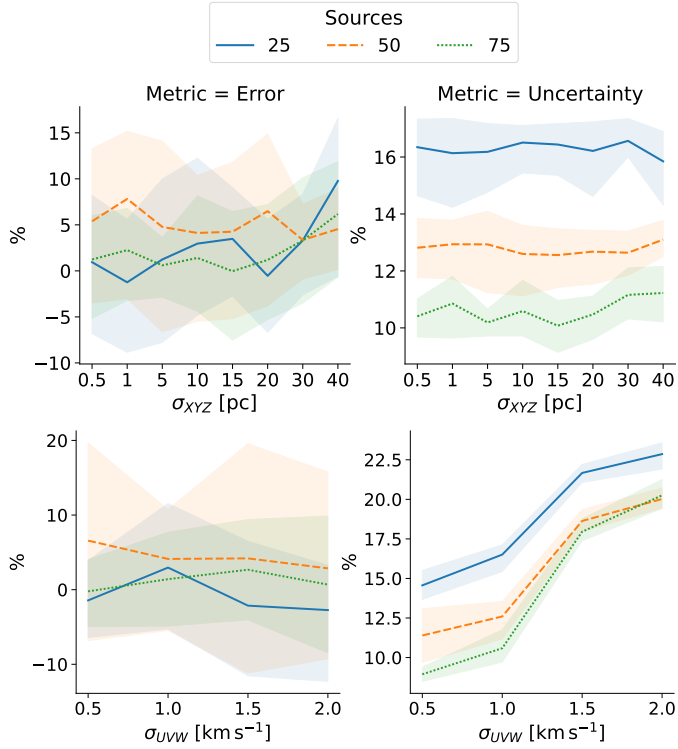 Sources
25 50 75
Metric = Error
Metric = Uncertainty
15
10
5
0
−5
−10
%
0.5 1 5 10 15 20 30 40
σXYZ [pc]
16
14
12
10
%
0.5 1 5 10 15 20 30 40
σXYZ [pc]
20
10
0
−10
%
0.5 1.0 1.5 2.0
σUVW [km s⁻¹]
22.5
20.0
17.5
15.0
12.5
10.0
%
0.5 1.0 1.5 2.0
σUVW [km s⁻¹]